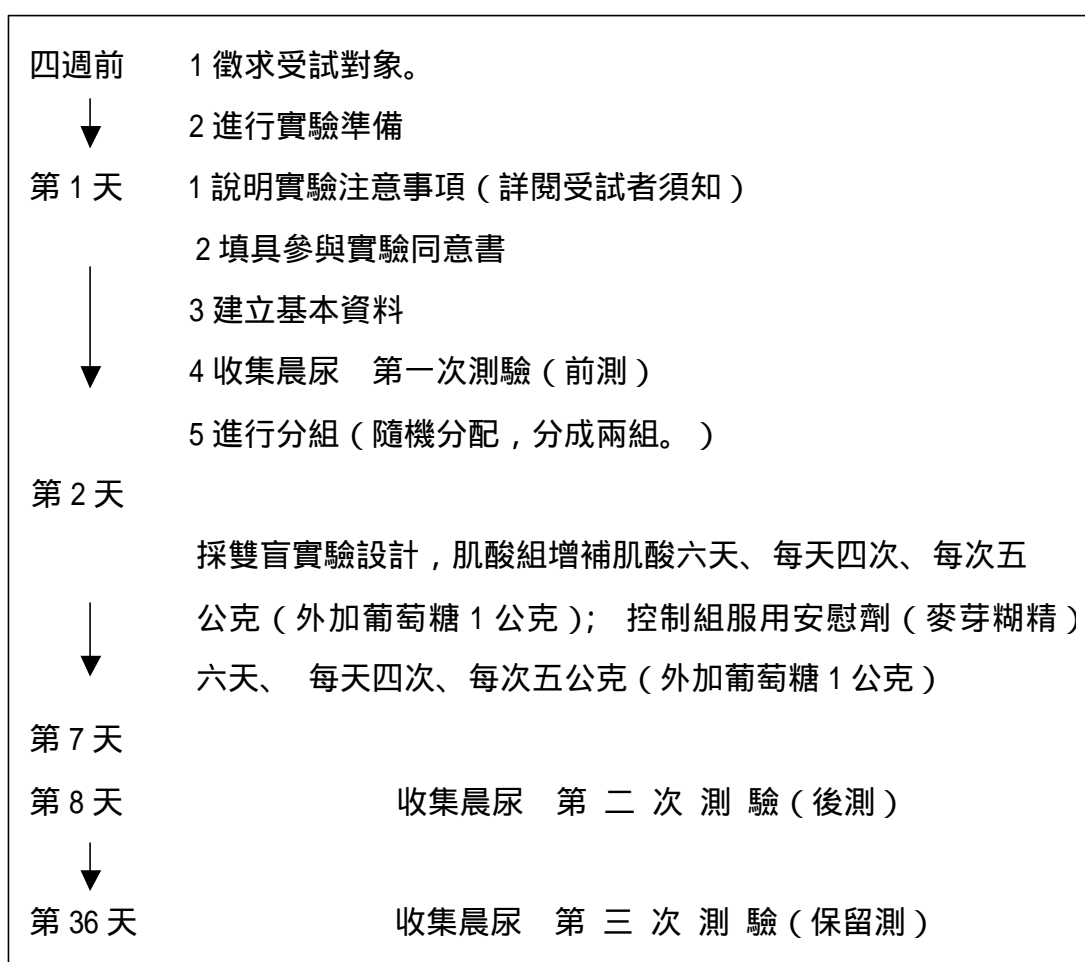 四週前 1 徵求受試對象。
2 進行實驗準備
第 1 天 1 說明實驗注意事項（詳閱受試者須知）
2 填具參與實驗同意書
3 建立基本資料
4 收集晨尿 第一次測驗（前測）
5 進行分組（隨機分配，分成兩組。）
第 2 天
採雙盲實驗設計，肌酸組增補肌酸六天、每天四次、每次五
公克（外加葡萄糖 1 公克）； 控制組服用安慰劑（麥芽糊精）
六天、 每天四次、每次五公克（外加葡萄糖 1 公克）
第 7 天
第 8 天 收集晨尿 第 二 次 測 驗（後測）
第 36 天 收集晨尿 第 三 次 測 驗（保留測）